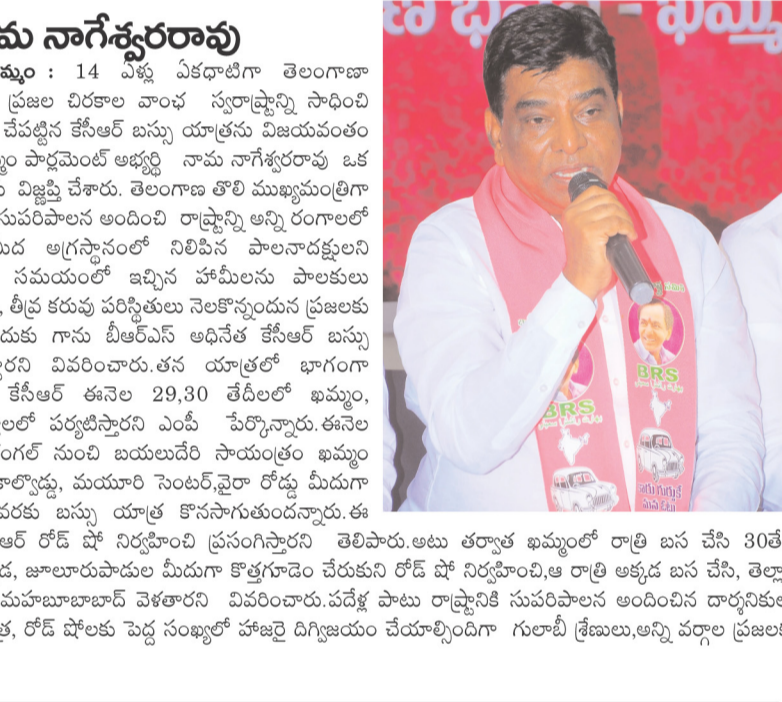 మ నాగేశ్వరరావు
మ్మం : 14 ఏళ్లు ఏకధాటిగా తెలంగాణా
ప్రజల చిరకాల వాంఛ స్వరాష్ట్రాన్ని సాధించి
చేపట్టిన కేసీఆర్ బస్సు యాత్రను విజయవంతం
పార్లమెంట్ అభ్యర్థి నామ నాగేశ్వరరావు ఒక
విజ్ఞప్తి చేశారు. తెలంగాణ తొలి ముఖ్యమంత్రిగా
సుపరిపాలన అందించి రాష్ట్రాన్ని అన్ని రంగాలలో
అగ్రస్థానంలో నిలిపిన పాలనాదక్షులని
సమయంలో ఇచ్చిన హామీలను పాలకులు
తీవ్ర కరువు పరిస్థితులు నెలకొన్నందున ప్రజలకు
దుకు గాను బీఆర్ఎస్ అధినేత కేసీఆర్ బస్సు
రని వివరించారు.తన యాత్రలో భాగంగా
కేసీఆర్ ఈనెల 29,30 తేదీలలో ఖమ్మం,
లలో పర్యటిస్తారని ఎంపీ పేర్కొన్నారు.ఈనెల
ంగల్ నుంచి బయలుదేరి సాయంత్రం ఖమ్మం
కాల్వొడ్డు, మయూరి సెంటర్,వైరా రోడ్డు మీదుగా
వరకు బస్సు యాత్ర కొనసాగుతుందన్నారు.ఈ
ఆర్ రోడ్ షో నిర్వహించి ప్రసంగిస్తారని తెలిపారు.అటు తర్వాత ఖమ్మంలో రాత్రి బస చేసి 30తే
డ, జూలూరుపాడుల మీదుగా కొత్తగూడెం చేరుకుని రోడ్ షో నిర్వహించి,ఆ రాత్రి అక్కడ బస చేసి, తెల్లా
మహబూబాబాద్ వెళతారని వివరించారు.పదేళ్ల పాటు రాష్ట్రానికి సుపరిపాలన అందించిన దార్శనికుల
త్ర, రోడ్ షోలకు పెద్ద సంఖ్యలో హాజరై దిగ్విజయం చేయాల్సిందిగా గులాబీ శ్రేణులు,అన్ని వర్గాల ప్రజలక
BRS
BRS